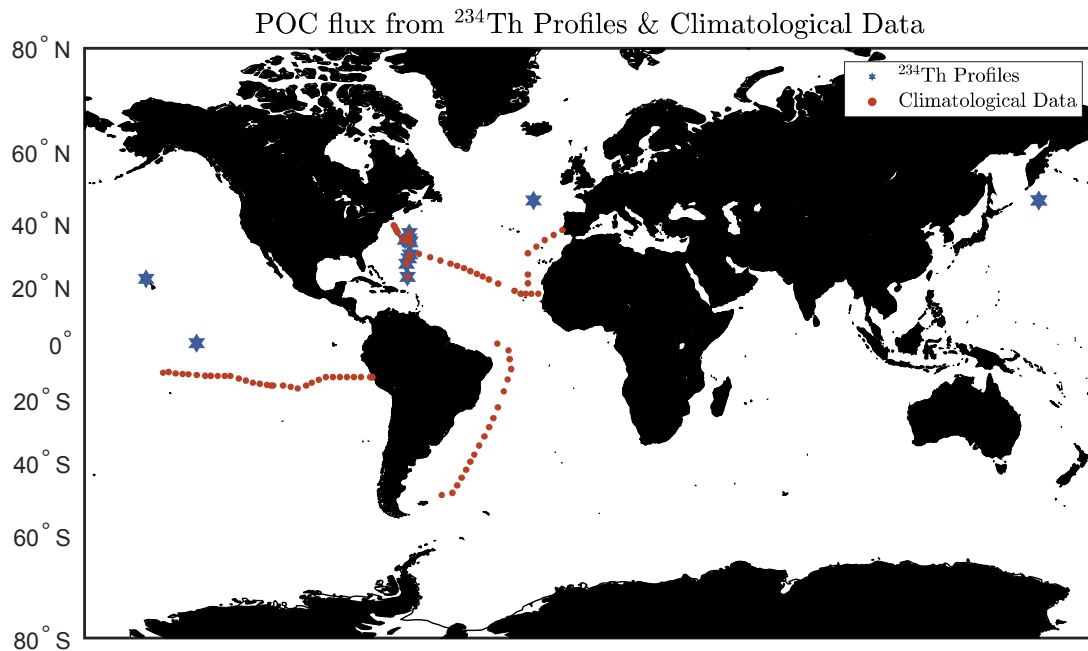 POC flux from ²³⁴Th Profiles & Climatological Data
80° N
60° N
40° N
20° N
0°
20° S
40° S
60° S
80° S
²³⁴Th Profiles
Climatological Data